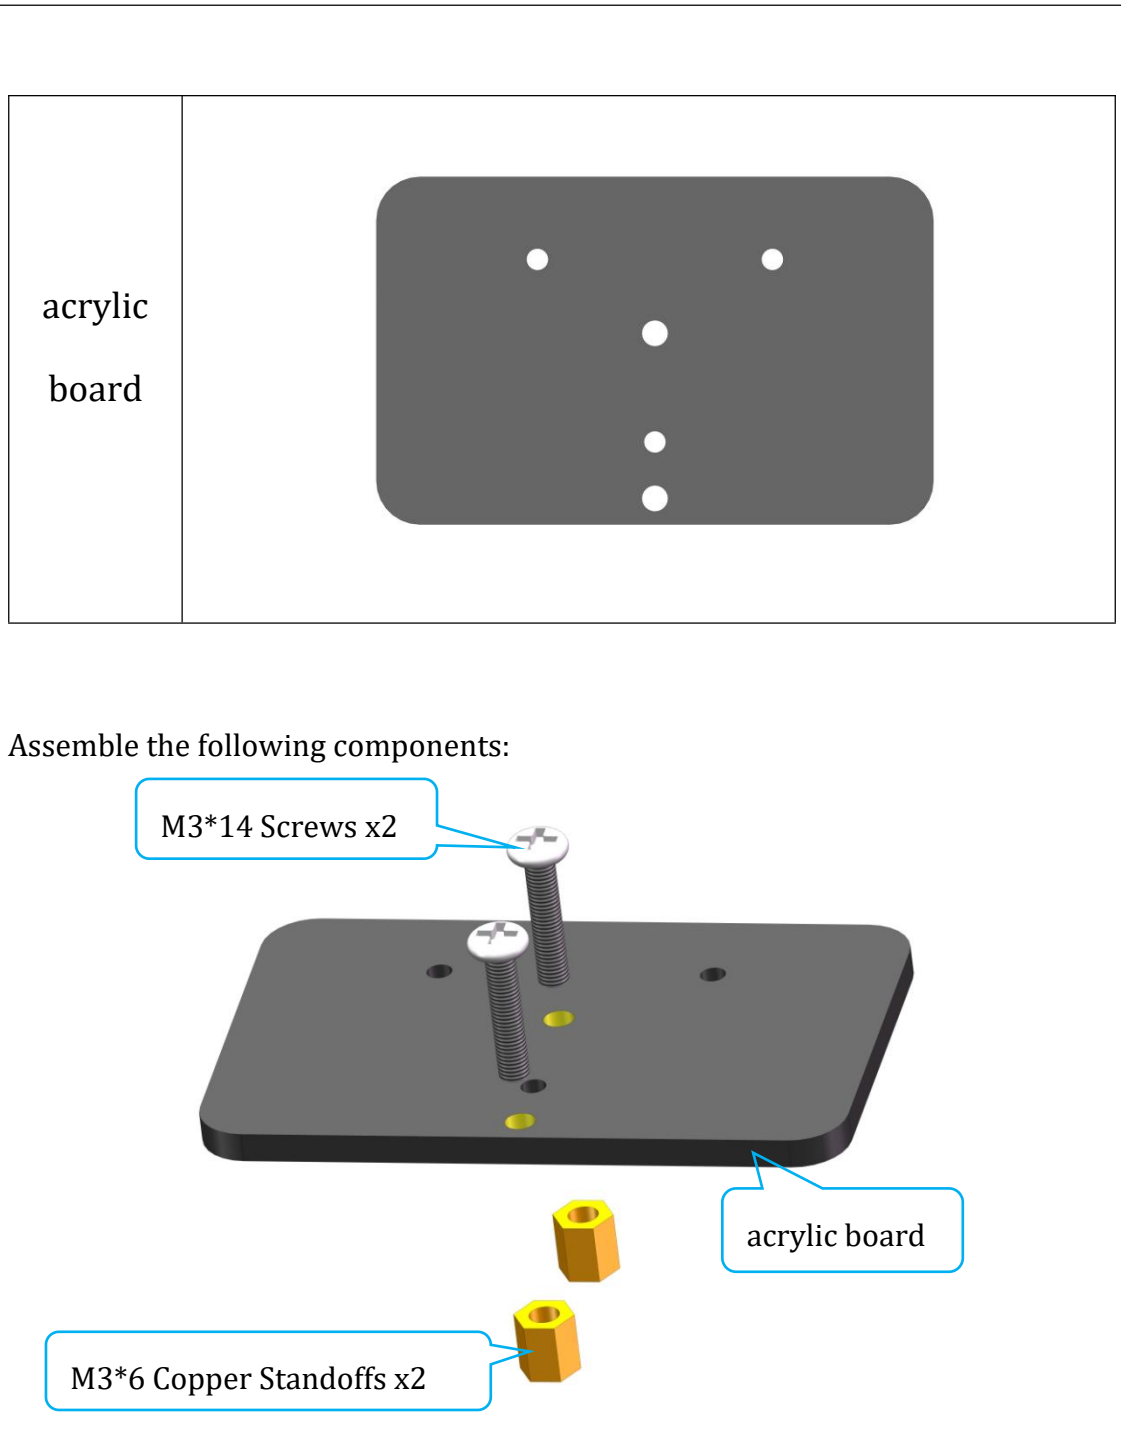 acrylic
board
Assemble the following components:
M3*14 Screws x2
acrylic board
M3*6 Copper Standoffs x2